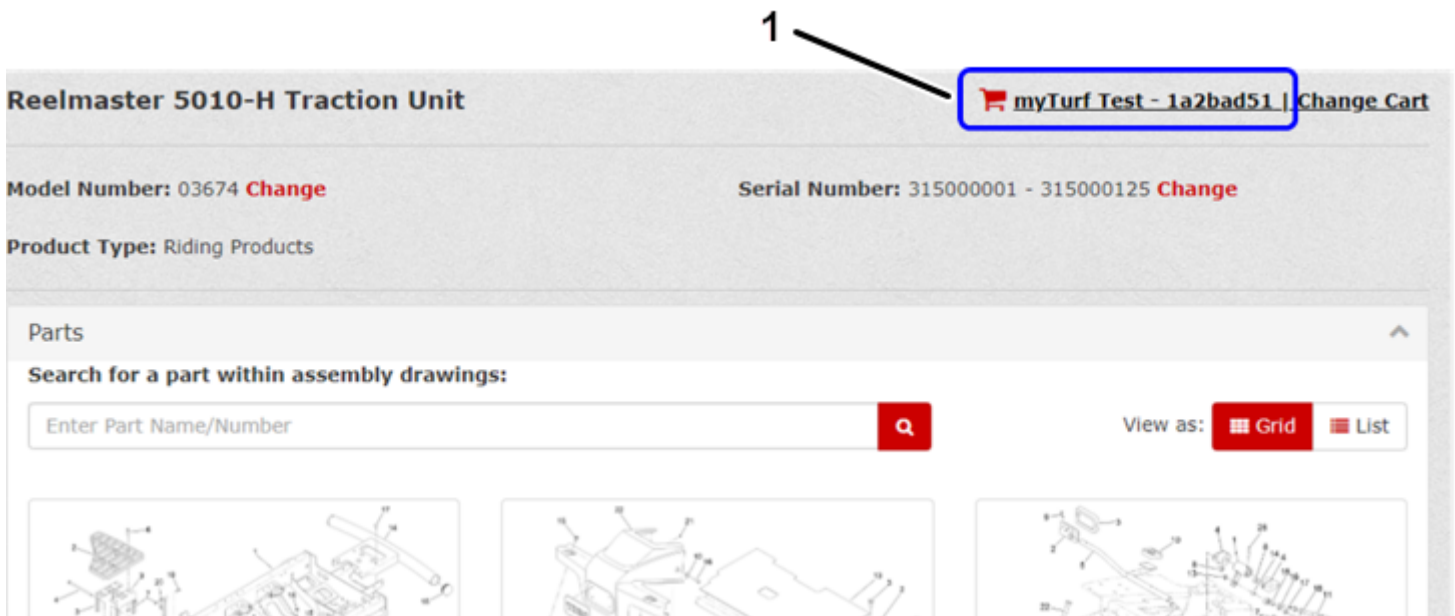 1
Reelmaster 5010-H Traction Unit
myTurf Test - 1a2bad51 | Change Cart
Model Number: 03674 Change
Serial Number: 315000001 - 315000125 Change
Product Type: Riding Products
Parts
Search for a part within assembly drawings:
Enter Part Name/Number
View as: Grid List